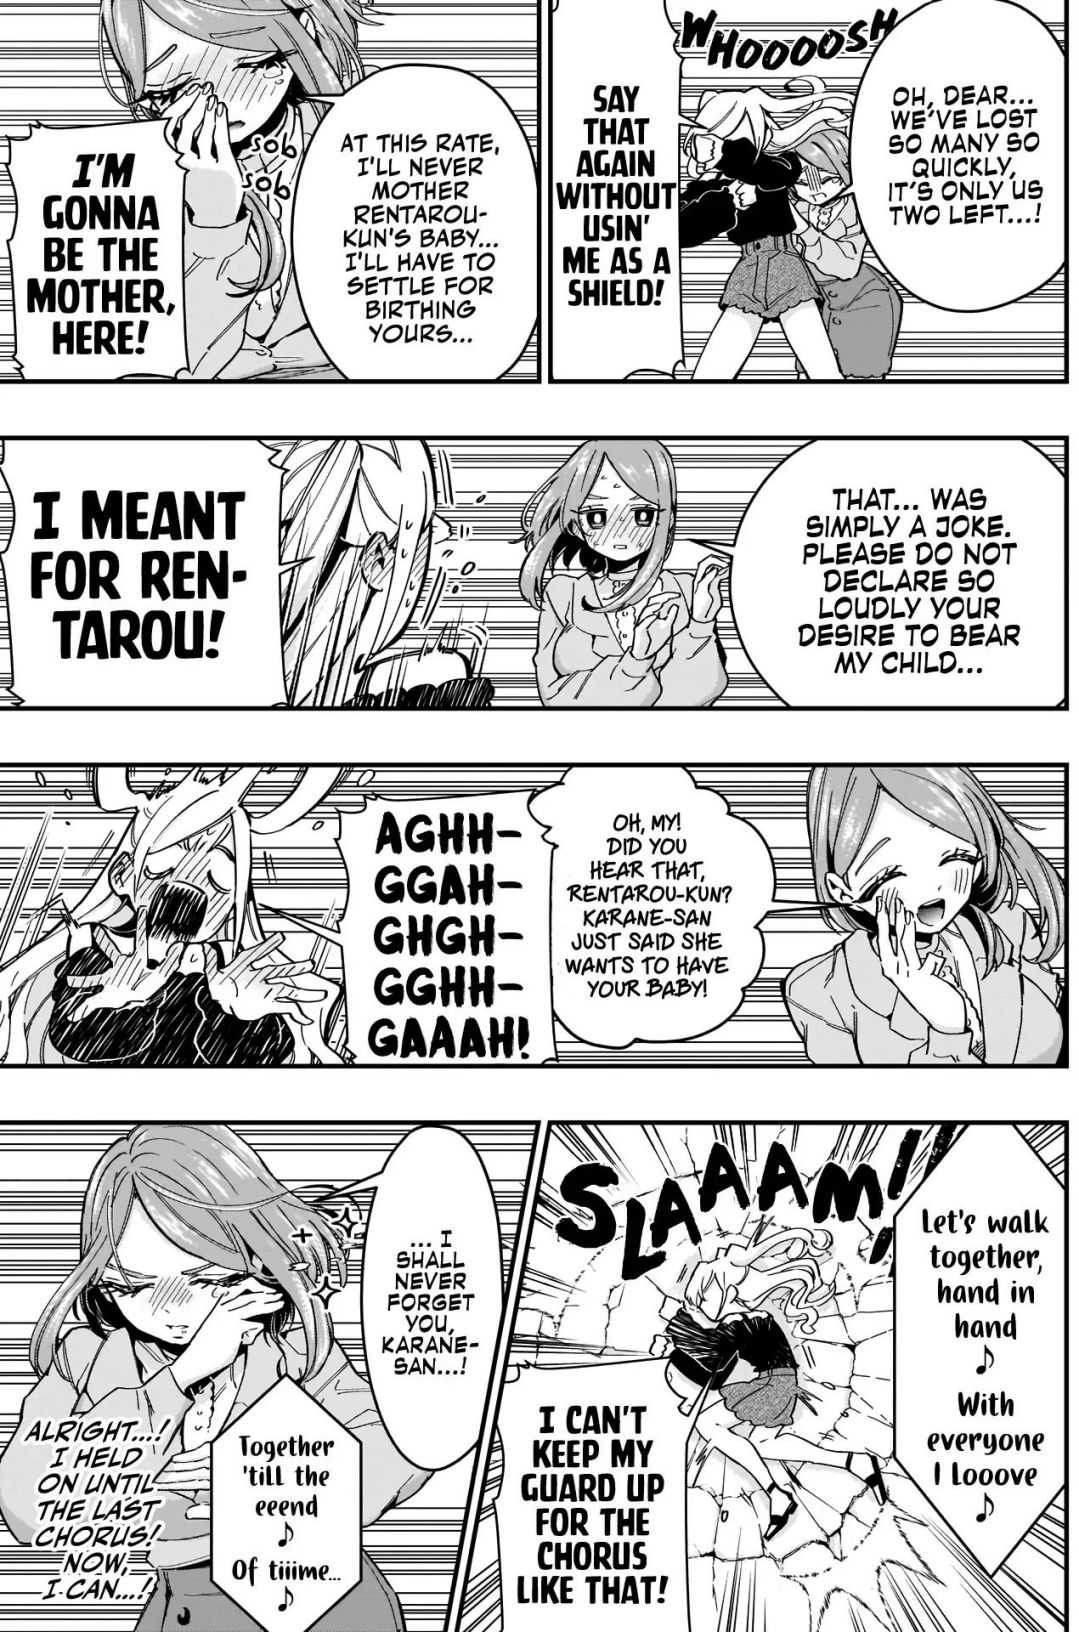 WHOOOOSH
OH, DEAR...
WE'VE LOST
SO MANY SO
QUICKLY,
IT'S ONLY US
TWO LEFT...!
SAY
THAT
AGAIN
WITHOUT
USIN'
ME AS A
SHIELD!
AT THIS RATE,
I'LL NEVER
MOTHER
RENTAROU-
KUN'S BABY...
I'LL HAVE TO
SETTLE FOR
BIRTHING
YOURS...
SOB
SOB
I'M
GONNA
BE THE
MOTHER,
HERE!
THAT... WAS
SIMPLY A JOKE.
PLEASE DO NOT
DECLARE SO
LOUDLY YOUR
DESIRE TO BEAR
MY CHILD...
I MEANT
FOR REN-
TAROU!
OH, MY!
DID YOU
HEAR THAT,
RENTAROU-KUN?
KARANE-SAN
JUST SAID SHE
WANTS TO HAVE
YOUR BABY!
AGHH-
GGAH-
GHGH-
GGHH-
GAAAH!
Let's walk
together,
hand in
hand
♪
With
everyone
I Looove
♪
SLAAAAM!
I CAN'T
KEEP MY
GUARD UP
FOR THE
CHORUS
LIKE THAT!
... I
SHALL
NEVER
FORGET
YOU,
KARANE-
SAN...!
Together
'till the
eeend
♪
Of tiiime...
♪
ALRIGHT...!
I HELD
ON UNTIL
THE LAST
CHORUS!
NOW,
I CAN...!